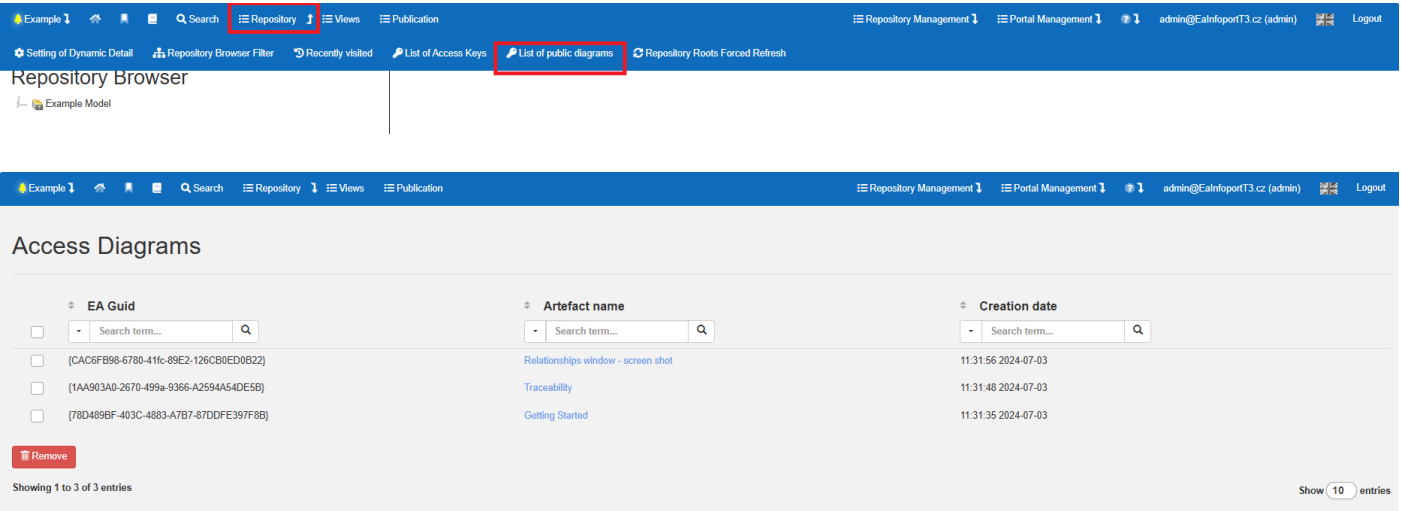 Example Search Repository Views Publication Repository Management Portal Management admin@EaInfoportT3.cz (admin) Logout
Setting of Dynamic Detail Repository Browser Filter Recently visited List of Access Keys List of public diagrams Repository Roots Forced Refresh
Repository Browser
Example Model
Example Search Repository Views Publication Repository Management Portal Management admin@EaInfoportT3.cz (admin) Logout
Access Diagrams
EA Guid Artefact name Creation date
Search term... Search term... Search term...
{CAC6FB98-6780-41fc-89E2-126CB0ED0B22} Relationships window - screen shot 11:31:56 2024-07-03
{1AA903A0-2670-499a-9366-A2594A54DE5B} Traceability 11:31:48 2024-07-03
{78D489BF-403C-4883-A7B7-87DDFE397F8B} Getting Started 11:31:35 2024-07-03
Remove
Showing 1 to 3 of 3 entries Show 10 entries